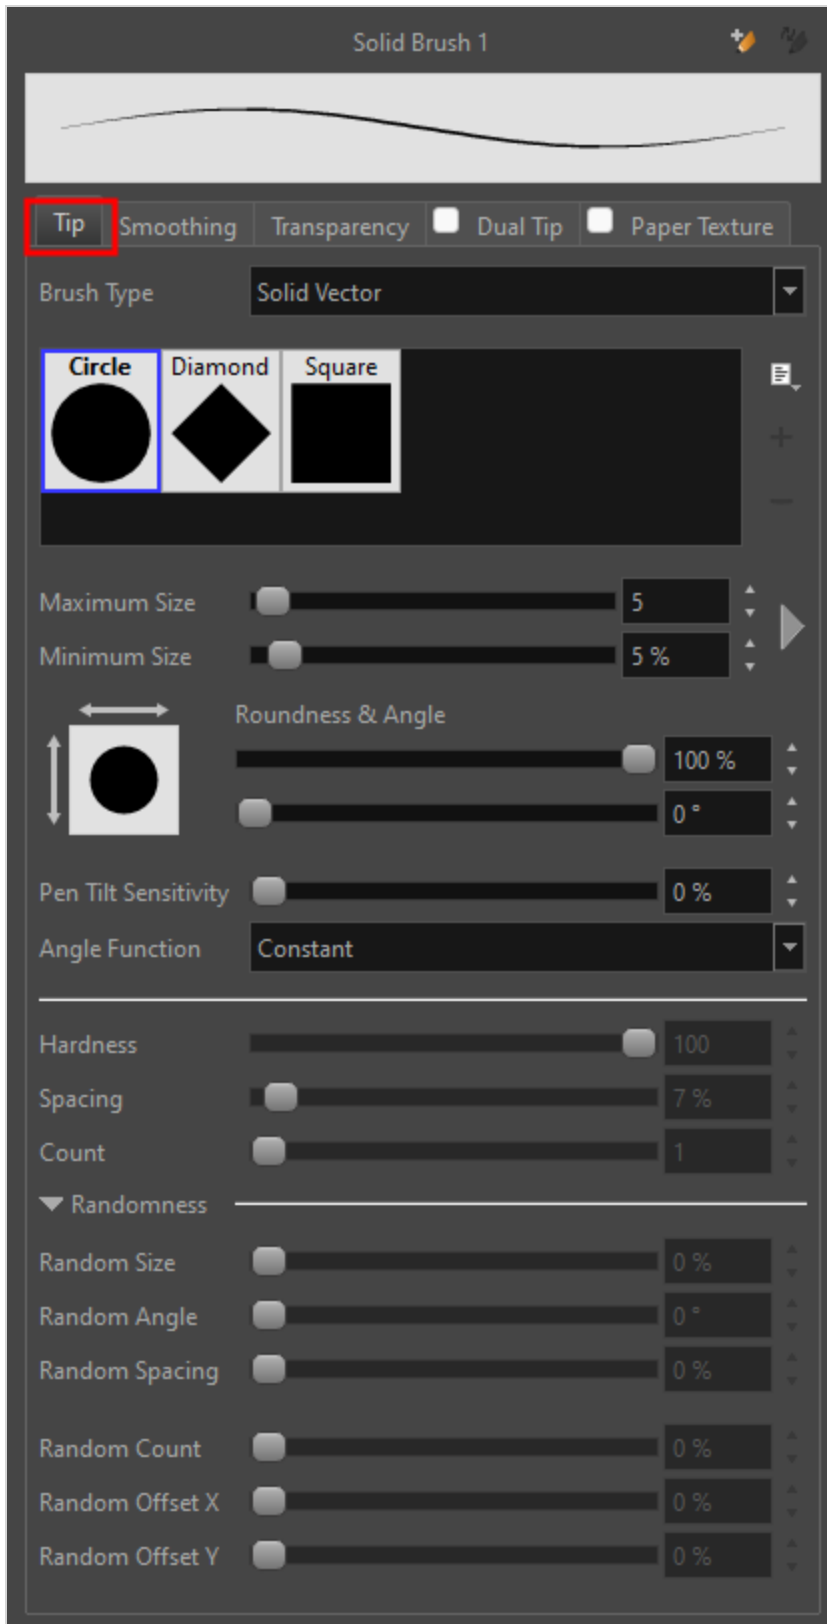 Solid Brush 1
Tip Smoothing Transparency Dual Tip Paper Texture
Brush Type Solid Vector
Circle Diamond Square
Maximum Size 5
Minimum Size 5 %
Roundness & Angle
100 %
0 °
Pen Tilt Sensitivity 0 %
Angle Function Constant
Hardness 100
Spacing 7 %
Count 1
Randomness
Random Size 0 %
Random Angle 0 °
Random Spacing 0 %
Random Count 0 %
Random Offset X 0 %
Random Offset Y 0 %